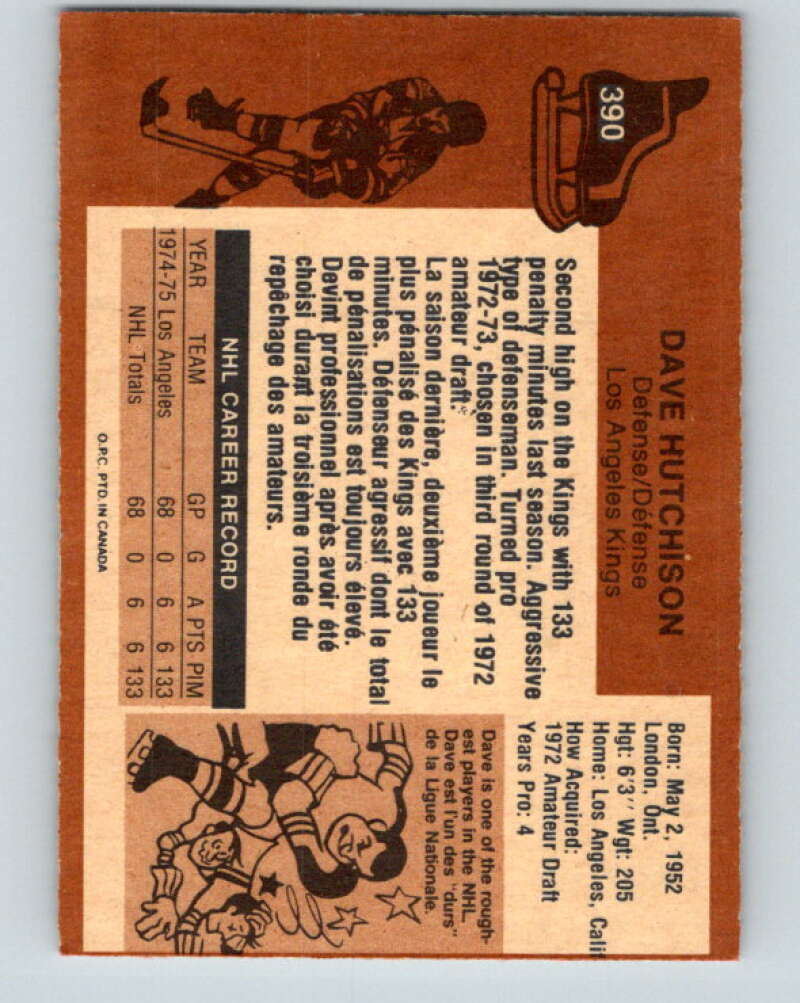 390
DAVE HUTCHISON
Defense/Défense
Los Angeles Kings
Born: May 2, 1952
London, Ont.
Hgt: 6'3" Wgt: 205
Home: Los Angeles, Calif
How Acquired:
1972 Amateur Draft
Years Pro: 4
Second high on the Kings with 133
penalty minutes last season. Aggressive
type of defenseman. Turned pro
1972-73, chosen in third round of 1972
amateur draft.
La saison dernière, deuxième joueur le
plus pénalisé des Kings avec 133
minutes. Défenseur agressif dont le total
de pénalisations est toujours élevé.
Devint professionnel après avoir été
choisi durant la troisième ronde du
repêchage des amateurs.
NHL CAREER RECORD
YEAR TEAM GP G A PTS PIM
1974-75 Los Angeles 68 0 6 6 133
NHL Totals 68 0 6 6 133
O.P.C. PTD. IN CANADA
Dave is one of the rough-
est players in the NHL.
Dave est l'un des "durs"
de la Ligue Nationale.